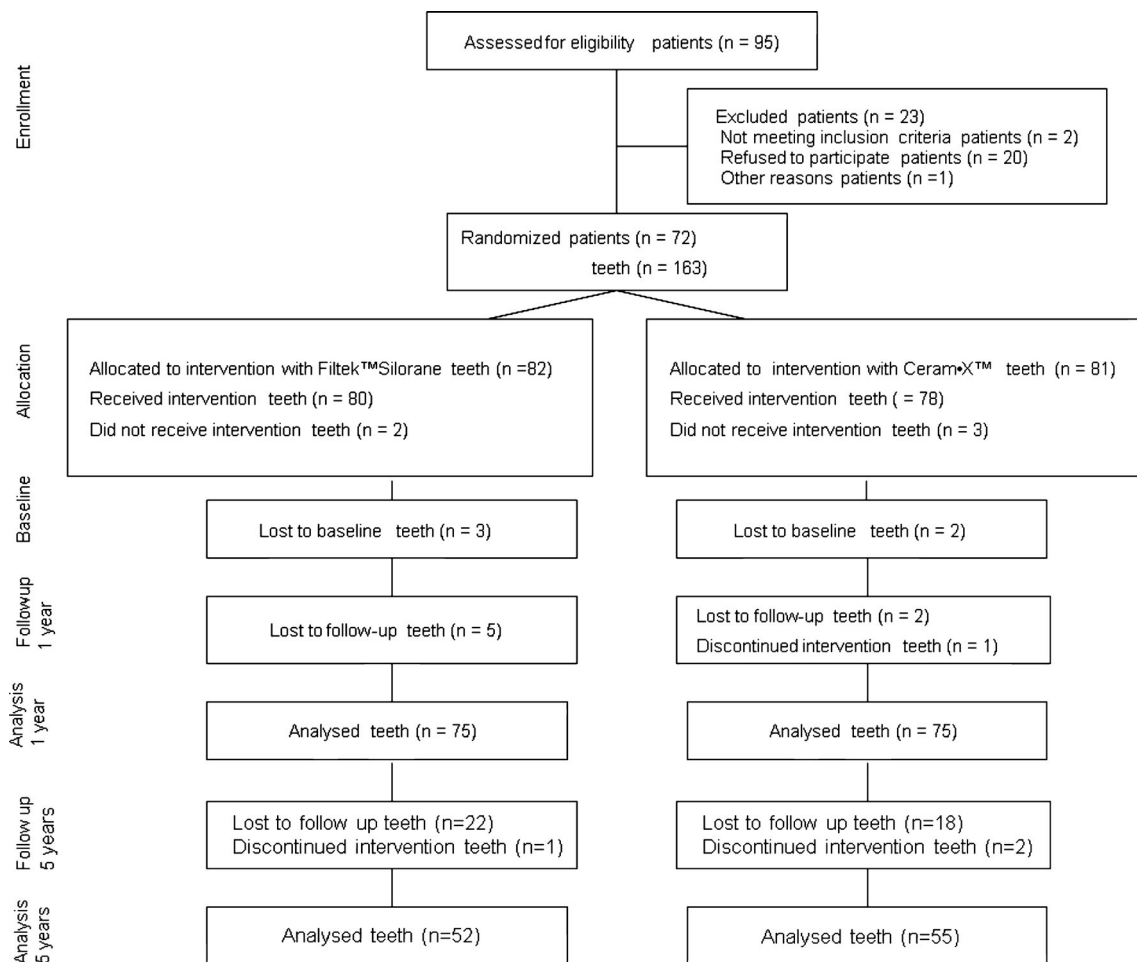 Enrollment
Assessed for eligibility patients (n = 95)
Excluded patients (n = 23)
Not meeting inclusion criteria patients (n = 2)
Refused to participate patients (n = 20)
Other reasons patients (n =1)
Randomized patients (n = 72)
teeth (n = 163)
Allocation
Allocated to intervention with Filtek™Silorane teeth (n =82)
Received intervention teeth (n = 80)
Did not receive intervention teeth (n = 2)
Allocated to intervention with Ceram•X™ teeth (n = 81)
Received intervention teeth ( = 78)
Did not receive intervention teeth (n = 3)
Baseline
Lost to baseline teeth (n = 3)
Lost to baseline teeth (n = 2)
Followup
1 year
Lost to follow-up teeth (n = 5)
Lost to follow-up teeth (n = 2)
Discontinued intervention teeth (n = 1)
Analysis
1 year
Analysed teeth (n = 75)
Analysed teeth (n = 75)
Follow up
5 years
Lost to follow up teeth (n=22)
Discontinued intervention teeth (n=1)
Lost to follow up teeth (n=18)
Discontinued intervention teeth (n=2)
Analysis
5 years
Analysed teeth (n=52)
Analysed teeth (n=55)